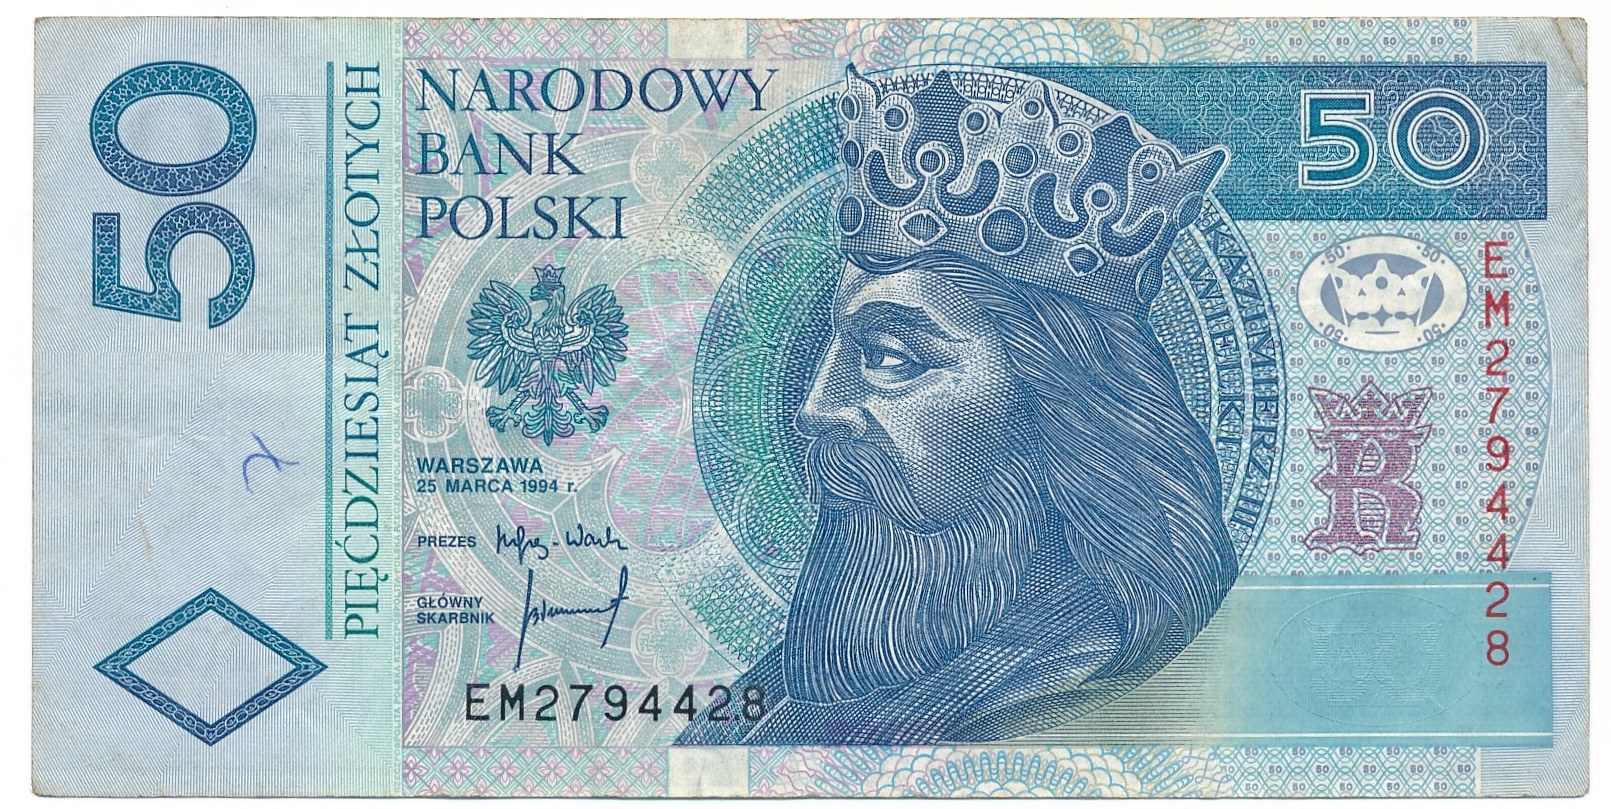 50
PIĘĆDZIESIĄT ZŁOTYCH
NARODOWY
BANK
POLSKI
WARSZAWA
25 MARCA 1994 r.
PREZES
GŁÓWNY
SKARBNIK
EM2794428
KAZIMIERZ III
WIELKI
50
EM2794428